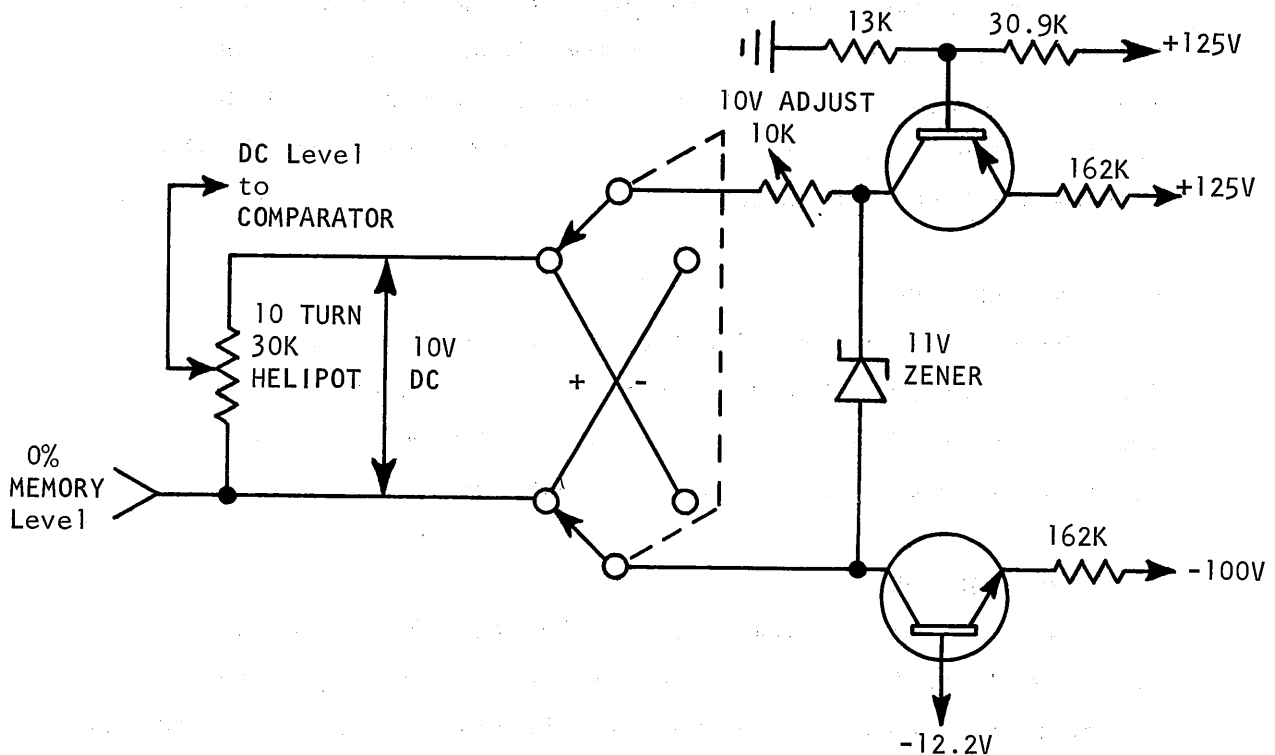 13K
30.9K
+125V
10V ADJUST
10K
162K
+125V
DC Level
to
COMPARATOR
10 TURN
30K
HELIPOT
10V
DC
+
-
11V
ZENER
0%
MEMORY
Level
162K
-100V
-12.2V